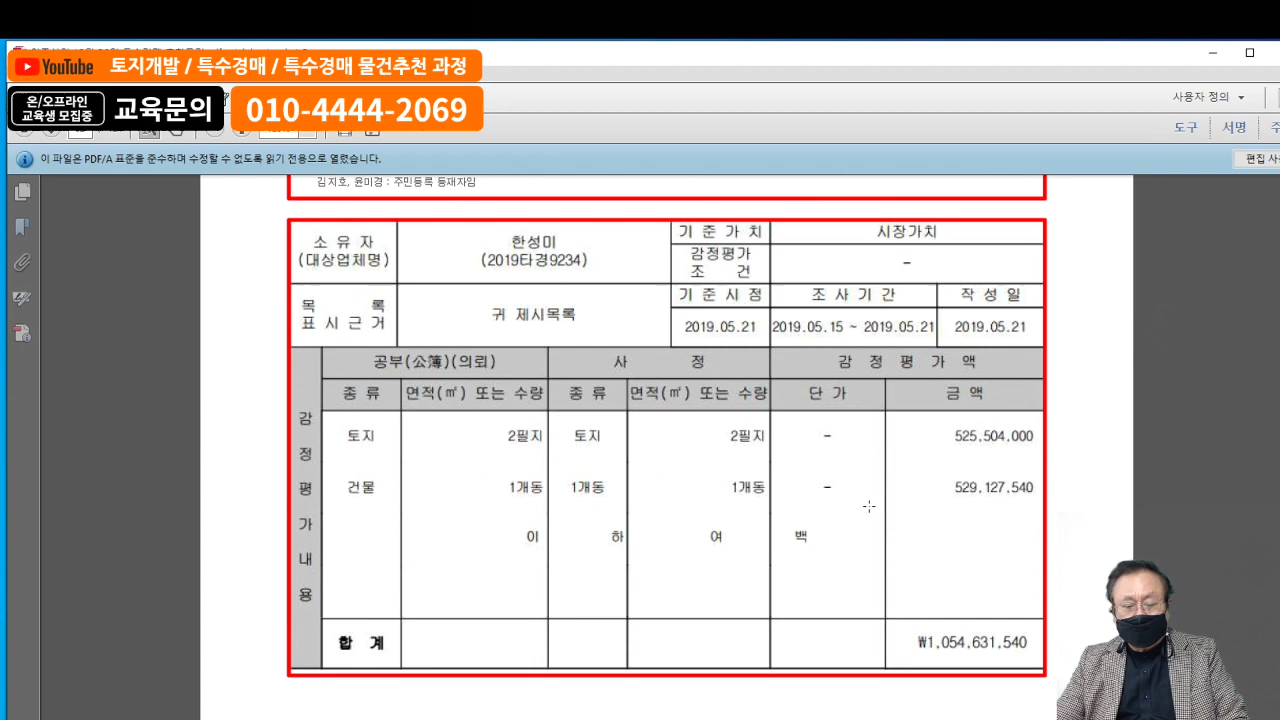 YouTube 토지개발 / 특수경매 / 특수경매 물건추천 과정
온/오프라인
교육생 모집중
교육문의
010-4444-2069
사용자 정의
도구
서명
이 파일은 PDF/A 표준을 준수하며 수정할 수 없도록 읽기 전용으로 열렸습니다.
편집 사
김지호, 윤미경 : 주민등록 등재자임
소 유 자
(대상업체명)
한성미
(2019타경9234)
기 준 가 치
시장가치
감정평가
조 건
-
목 록
표 시 근 거
귀 제시목록
기 준 시 점
조 사 기 간
작 성 일
2019.05.21
2019.05.15 ~ 2019.05.21
2019.05.21
감 정 평 가 내 용
공부(公簿)(의뢰)
사 정
감 정 평 가 액
종 류
면적(㎡) 또는 수량
종 류
면적(㎡) 또는 수량
단 가
금 액
토지 2필지 토지 2필지 - 525,504,000
건물 1개동 1개동 1개동 - 529,127,540
이 하 여 백
합 계 ₩1,054,631,540